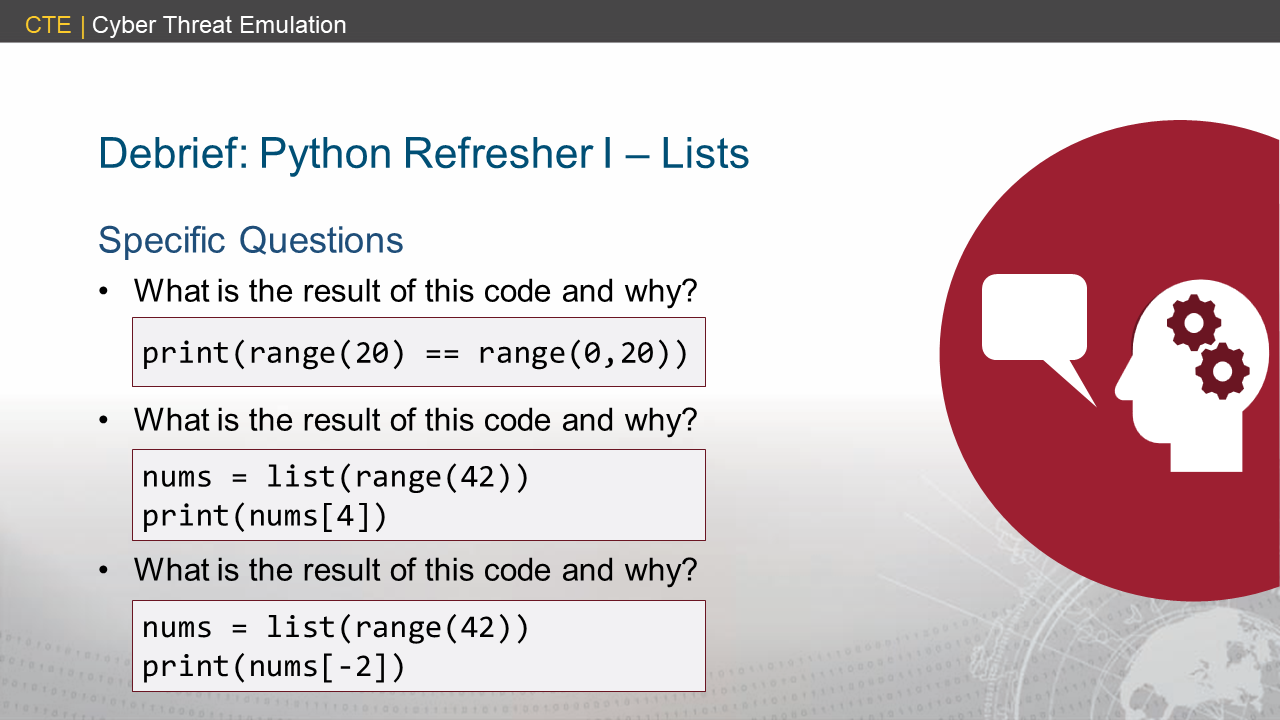 CTE | Cyber Threat Emulation
Debrief: Python Refresher I – Lists
Specific Questions
• What is the result of this code and why?
print(range(20) == range(0,20))
• What is the result of this code and why?
nums = list(range(42))
print(nums[4])
• What is the result of this code and why?
nums = list(range(42))
print(nums[-2])